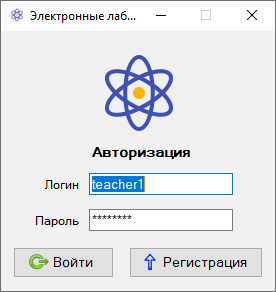 Электронные лаб...
Авторизация
Логин teacher1
Пароль ********
Войти Регистрация